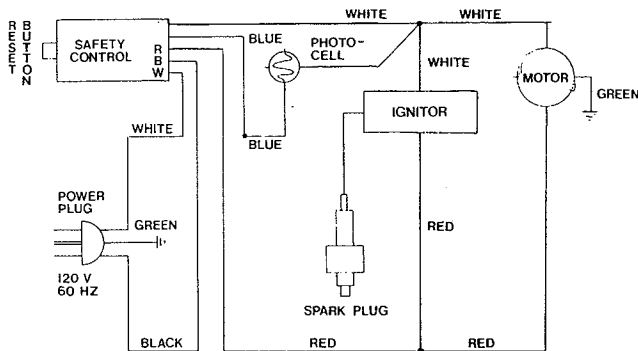 WHITE
WHITE
RESET
BUTTON
SAFETY
CONTROL
R
B
W
BLUE
PHOTO-
CELL
WHITE
MOTOR
GREEN
IGNITOR
WHITE
BLUE
POWER
PLUG
GREEN
120 V
60 HZ
RED
SPARK PLUG
BLACK
RED
RED